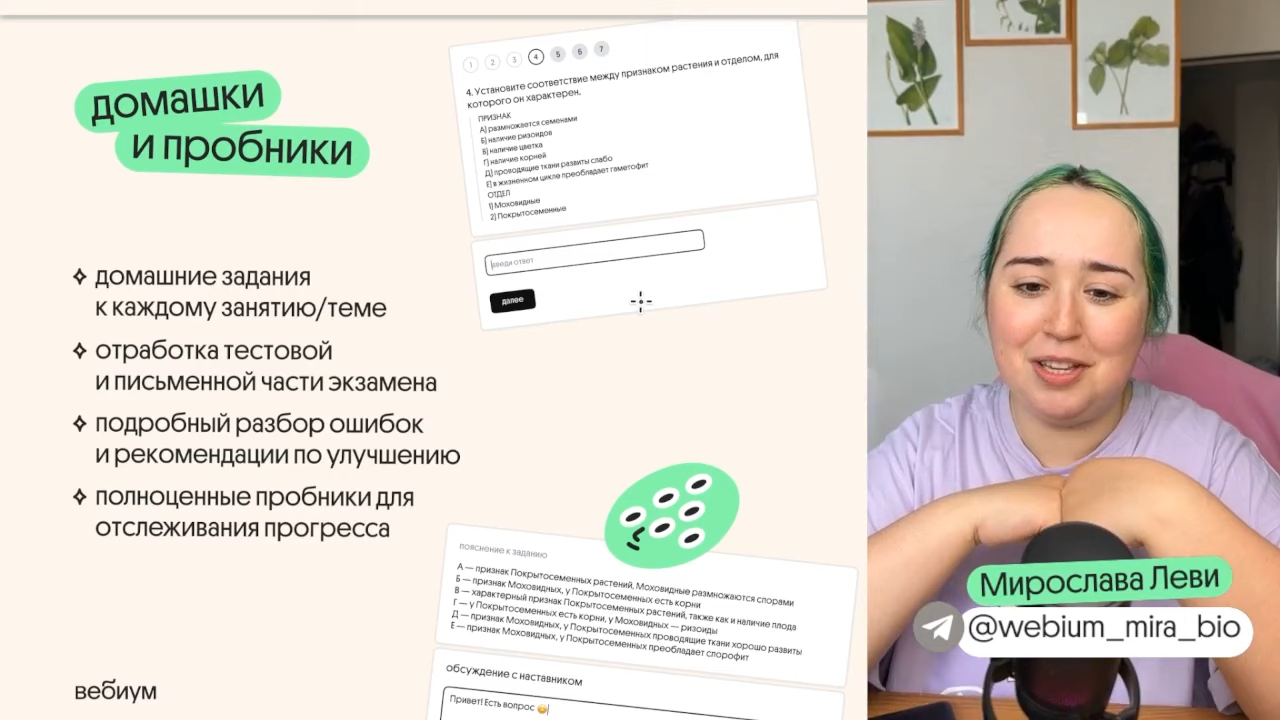 домашки
и пробники
домашние задания
к каждому занятию/теме
отработка тестовой
и письменной части экзамена
подробный разбор ошибок
и рекомендации по улучшению
полноценные пробники для
отслеживания прогресса
вебиум
1 2 3 4 5 6 7
4. Установите соответствие между признаком растения и отделом, для
которого он характерен.
ПРИЗНАК
А) размножается семенами
Б) наличие ризоидов
В) наличие цветка
Г) наличие корней
Д) проводящие ткани развиты слабо
Е) в жизненном цикле преобладает гаметофит
ОТДЕЛ
1) Моховидные
2) Покрытосеменные
введи ответ
далее
пояснение к заданию
А — признак Покрытосеменных растений, Моховидные размножаются спорами
Б — признак Моховидных, у Покрытосеменных есть корни
В — характерный признак Покрытосеменных растений, также как и наличие плода
Г — у Покрытосеменных есть корни, у Моховидных — ризоиды
Д — признак Моховидных, у Покрытосеменных проводящие ткани хорошо развиты
Е — признак Моховидных, у Покрытосеменных преобладает спорофит
обсуждение с наставником
Привет! Есть вопрос 😄
Мирослава Леви
@webium_mira_bio